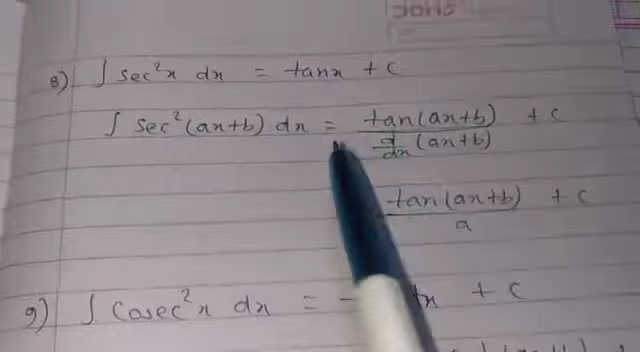 8) ∫ sec²x dx = tanx + c
∫ sec²(ax+b) dx = tan(ax+b) / d/dx (ax+b) + c
tan(ax+b) / a + c
9) ∫ cosec²x dx = - + c